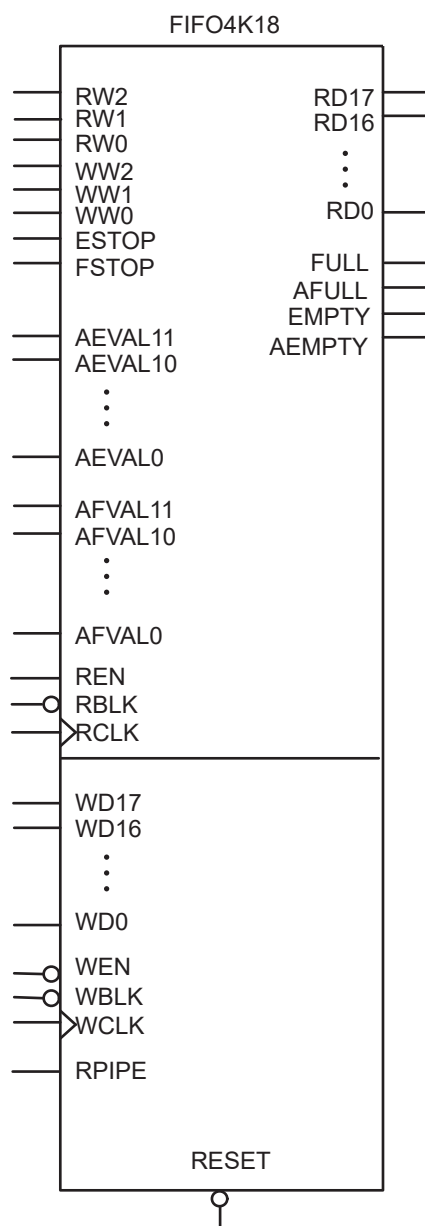 FIFO4K18
RW2
RW1
RW0
WW2
WW1
WW0
ESTOP
FSTOP
AEVAL11
AEVAL10
AEVAL0
AFVAL11
AFVAL10
AFVAL0
REN
RBLK
RCLK
RD17
RD16
RD0
FULL
AFULL
EMPTY
AEMPTY
WD17
WD16
WD0
WEN
WBLK
WCLK
RPIPE
RESET